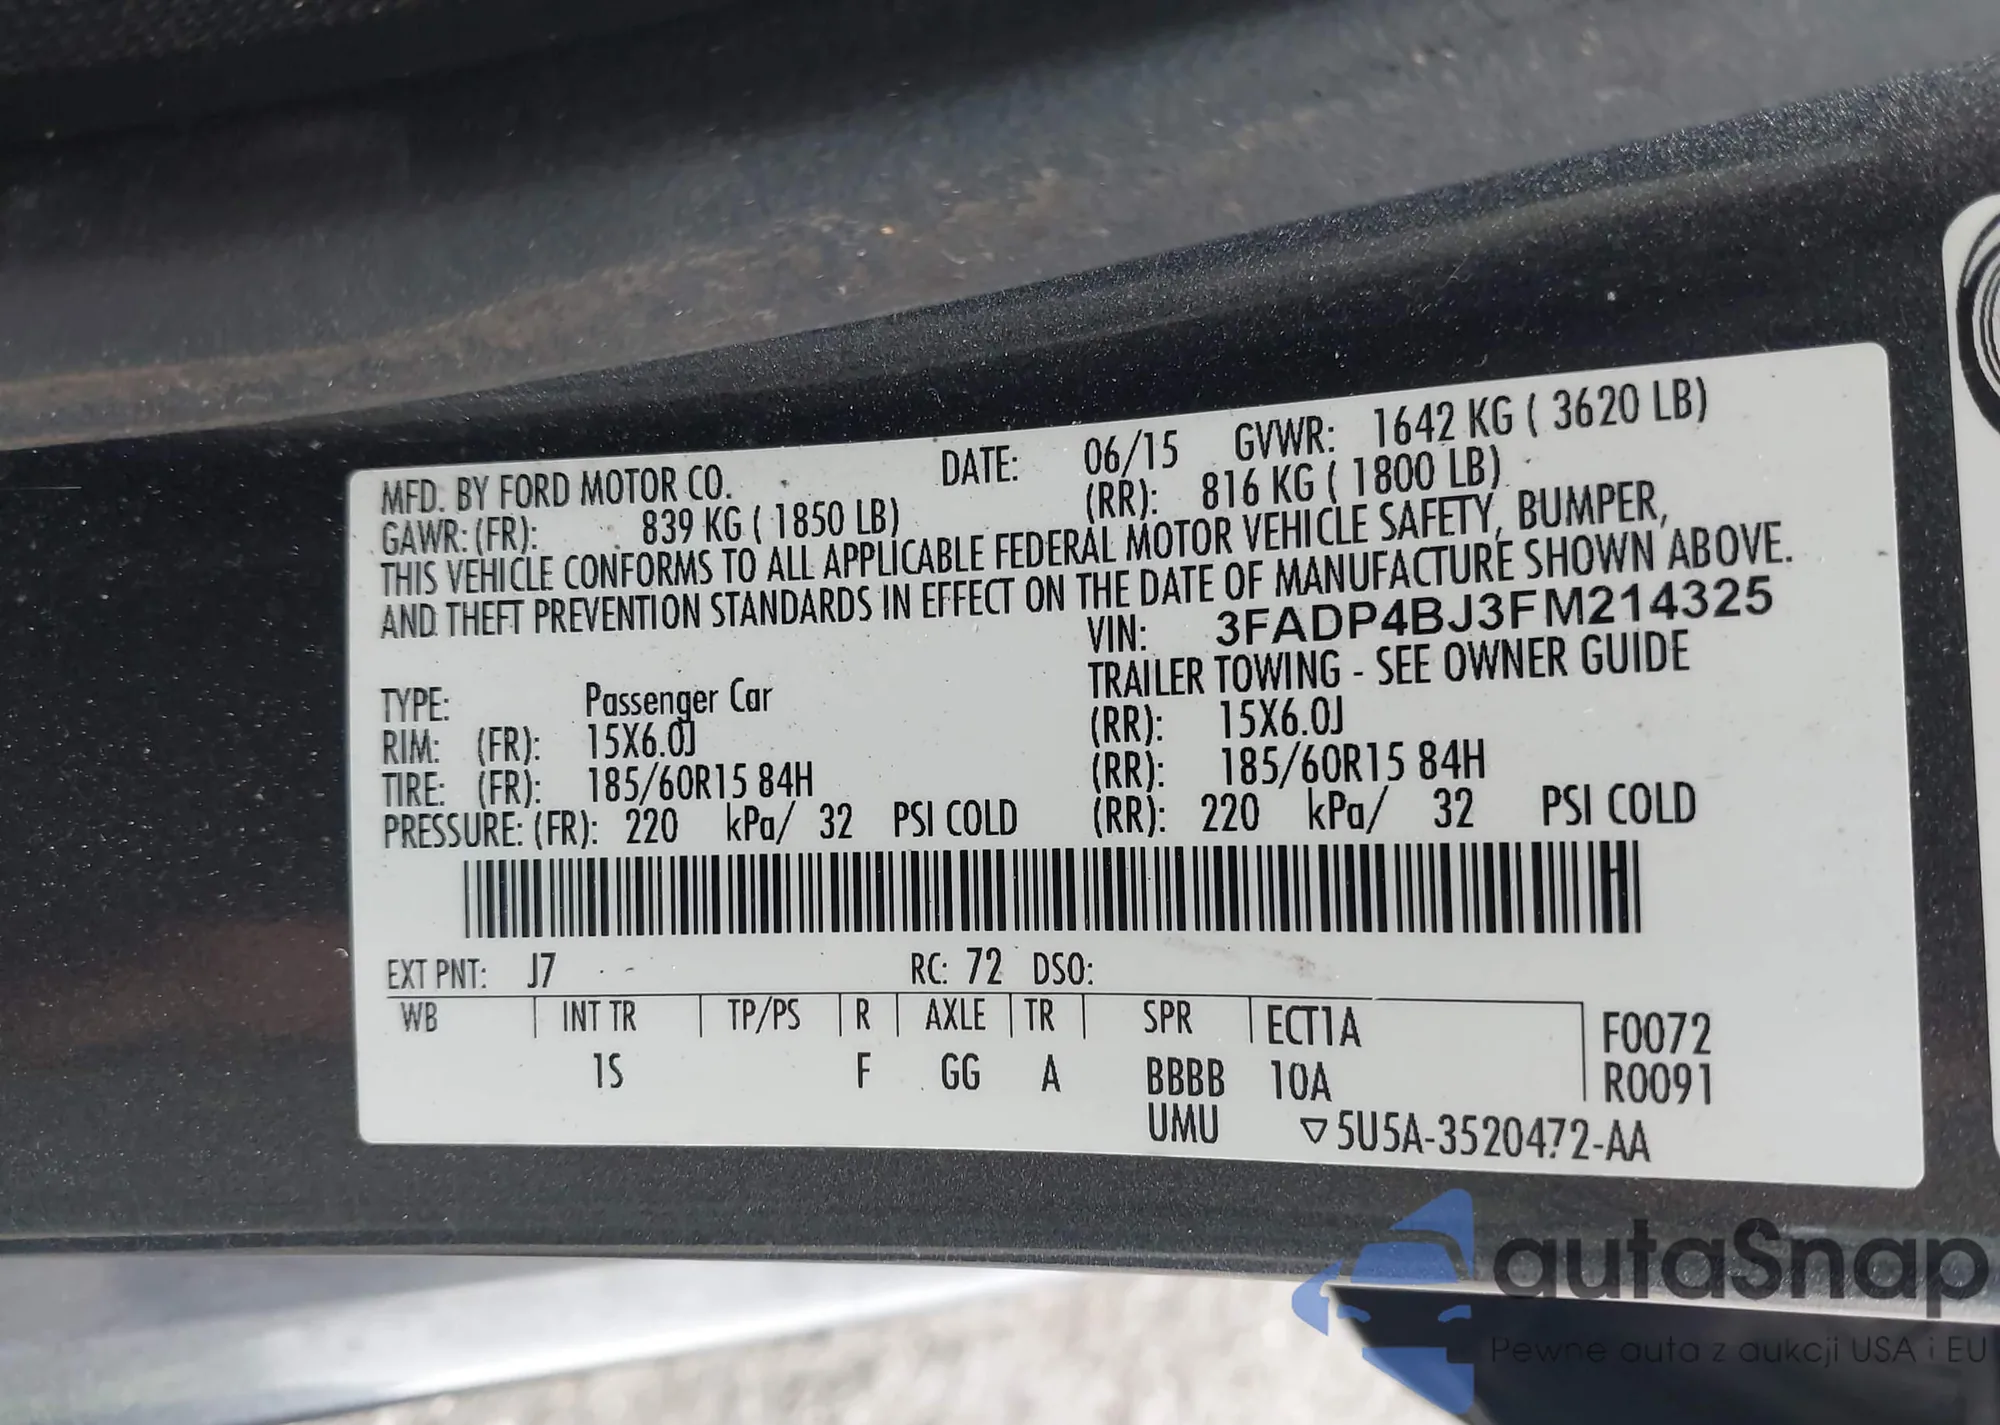 MFD. BY FORD MOTOR CO. DATE: 06/15 GVWR: 1642 KG ( 3620 LB)
GAWR: (FR): 839 KG ( 1850 LB) (RR): 816 KG ( 1800 LB)
THIS VEHICLE CONFORMS TO ALL APPLICABLE FEDERAL MOTOR VEHICLE SAFETY, BUMPER,
AND THEFT PREVENTION STANDARDS IN EFFECT ON THE DATE OF MANUFACTURE SHOWN ABOVE.
VIN: 3FADP4BJ3FM214325
TRAILER TOWING - SEE OWNER GUIDE
TYPE: Passenger Car
RIM: (FR): 15X6.0J (RR): 15X6.0J
TIRE: (FR): 185/60R15 84H (RR): 185/60R15 84H
PRESSURE: (FR): 220 kPa/ 32 PSI COLD (RR): 220 kPa/ 32 PSI COLD
EXT PNT: J7 RC: 72 DSO:
WB INT TR TP/PS R AXLE TR SPR ECT1A F0072
1S F GG A BBBB 10A R0091
UMU ▽5U5A-3520472-AA
autaSnap
Pewne auta z aukcji USA i EU